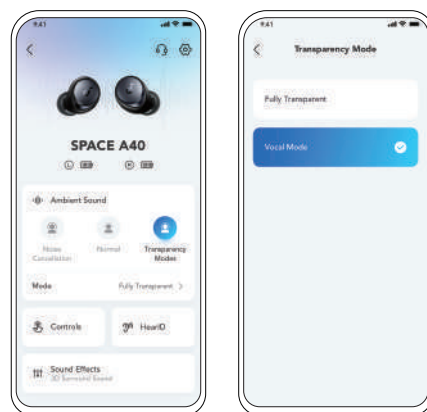 9:41
SPACE A40
L
R
Ambient Sound
Noise
Cancellation
Normal
Transparency
Modes
Mode
Fully Transparent
Controls
HearID
Sound Effects
3D Surround Sound
9:41
Transparency Mode
Fully Transparent
Vocal Mode